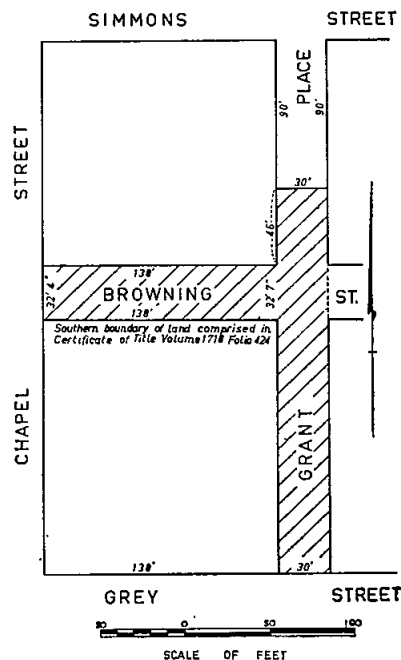 SIMMONS STREET
STREET
PLACE
90'
90'
30'
46'
138'
32' 4"
BROWNING
32' 7"
ST.
138'
Southern boundary of land comprised in
Certificate of Title Volume 1718 Folio 424
CHAPEL
GRANT
138'
30'
GREY STREET
50 0 50 100
SCALE OF FEET